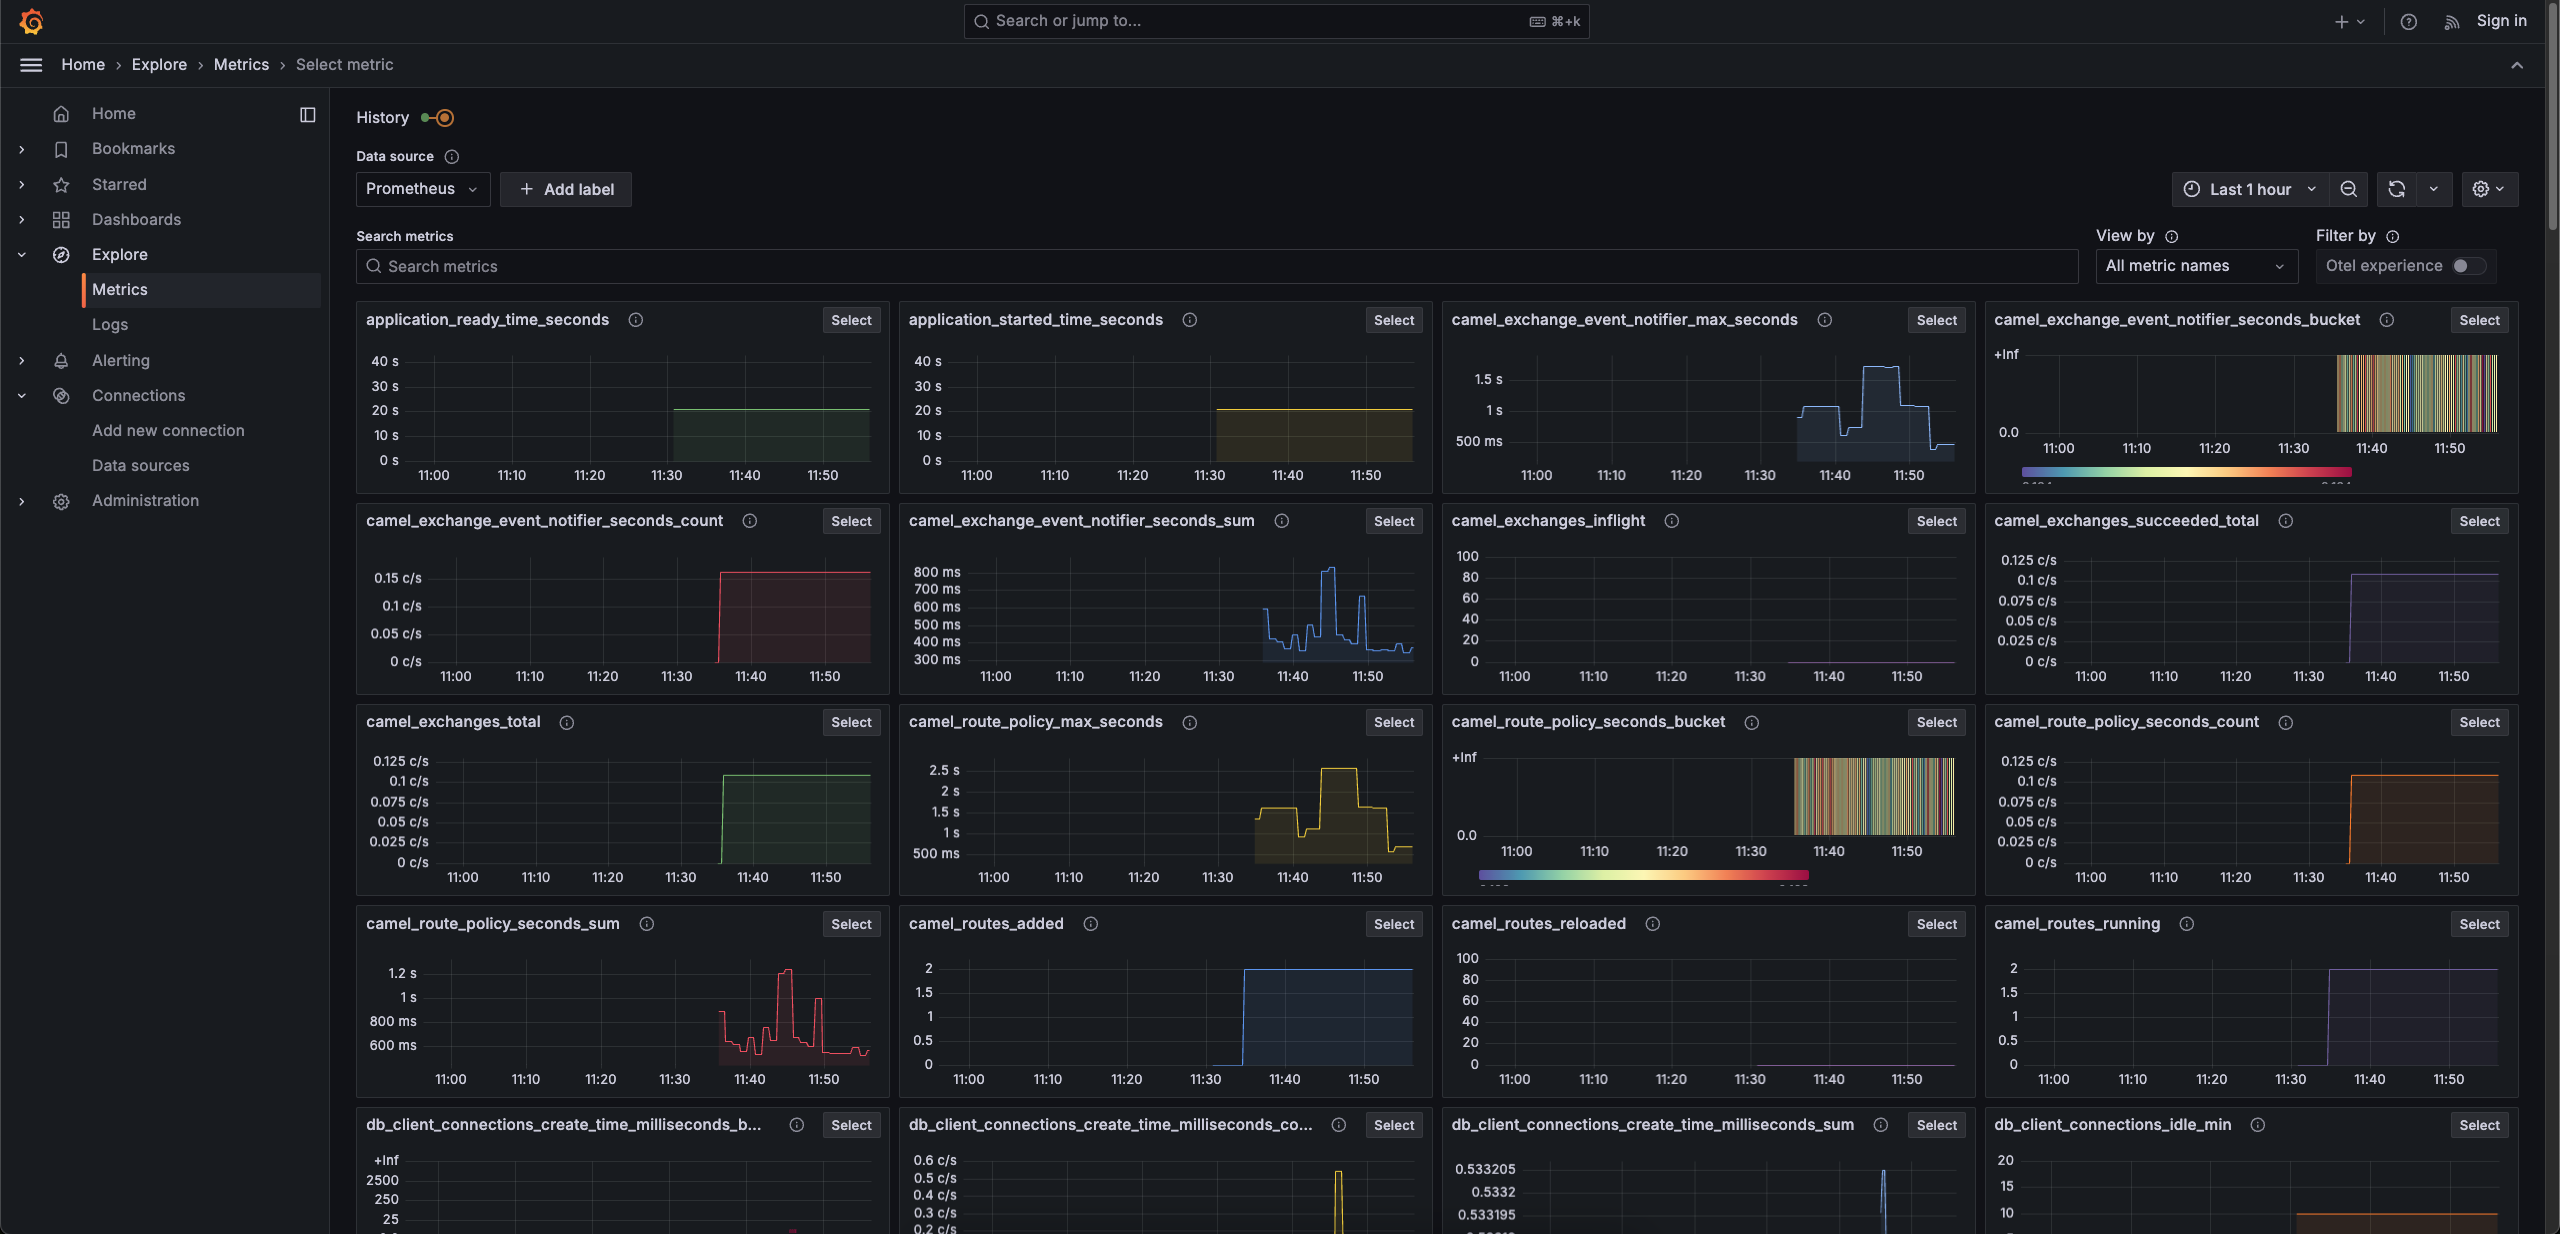 Search or jump to...
⌘+k
Sign in
Home
Explore
Metrics
Select metric
Home
Bookmarks
Starred
Dashboards
Explore
Metrics
Logs
Alerting
Connections
Add new connection
Data sources
Administration
History
Data source
Prometheus
Add label
Last 1 hour
Search metrics
Search metrics
View by
All metric names
Filter by
Otel experience
application_ready_time_seconds
Select
40 s
30 s
20 s
10 s
0 s
11:00 11:10 11:20 11:30 11:40 11:50
application_started_time_seconds
Select
40 s
30 s
20 s
10 s
0 s
11:00 11:10 11:20 11:30 11:40 11:50
camel_exchange_event_notifier_max_seconds
Select
1.5 s
1 s
500 ms
11:00 11:10 11:20 11:30 11:40 11:50
camel_exchange_event_notifier_seconds_bucket
Select
+Inf
0.0
11:00 11:10 11:20 11:30 11:40 11:50
camel_exchange_event_notifier_seconds_count
Select
0.15 c/s
0.1 c/s
0.05 c/s
0 c/s
11:00 11:10 11:20 11:30 11:40 11:50
camel_exchange_event_notifier_seconds_sum
Select
800 ms
700 ms
600 ms
500 ms
400 ms
300 ms
11:00 11:10 11:20 11:30 11:40 11:50
camel_exchanges_inflight
Select
100
80
60
40
20
0
11:00 11:10 11:20 11:30 11:40 11:50
camel_exchanges_succeeded_total
Select
0.125 c/s
0.1 c/s
0.075 c/s
0.05 c/s
0.025 c/s
0 c/s
11:00 11:10 11:20 11:30 11:40 11:50
camel_exchanges_total
Select
0.125 c/s
0.1 c/s
0.075 c/s
0.05 c/s
0.025 c/s
0 c/s
11:00 11:10 11:20 11:30 11:40 11:50
camel_route_policy_max_seconds
Select
2.5 s
2 s
1.5 s
1 s
500 ms
11:00 11:10 11:20 11:30 11:40 11:50
camel_route_policy_seconds_bucket
Select
+Inf
0.0
11:00 11:10 11:20 11:30 11:40 11:50
camel_route_policy_seconds_count
Select
0.125 c/s
0.1 c/s
0.075 c/s
0.05 c/s
0.025 c/s
0 c/s
11:00 11:10 11:20 11:30 11:40 11:50
camel_route_policy_seconds_sum
Select
1.2 s
1 s
800 ms
600 ms
11:00 11:10 11:20 11:30 11:40 11:50
camel_routes_added
Select
2
1.5
1
0.5
0
11:00 11:10 11:20 11:30 11:40 11:50
camel_routes_reloaded
Select
100
80
60
40
20
0
11:00 11:10 11:20 11:30 11:40 11:50
camel_routes_running
Select
2
1.5
1
0.5
0
11:00 11:10 11:20 11:30 11:40 11:50
db_client_connections_create_time_milliseconds_b...
Select
+Inf
2500
250
25
db_client_connections_create_time_milliseconds_co...
Select
0.6 c/s
0.5 c/s
0.4 c/s
0.3 c/s
0.2 c/s
db_client_connections_create_time_milliseconds_sum
Select
0.533205
0.5332
0.533195
db_client_connections_idle_min
Select
20
15
10